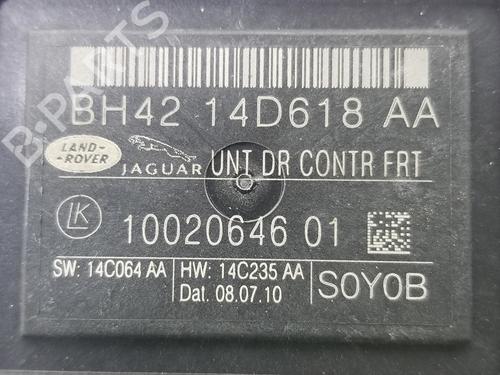 BH42 14D618 AA
LAND-
-ROVER
JAGUAR
UNT DR CONTR FRT
LK
10020646 01
SW: 14C064 AA
HW: 14C235 AA
Dat. 08.07.10
S0Y0B
B-PARTS